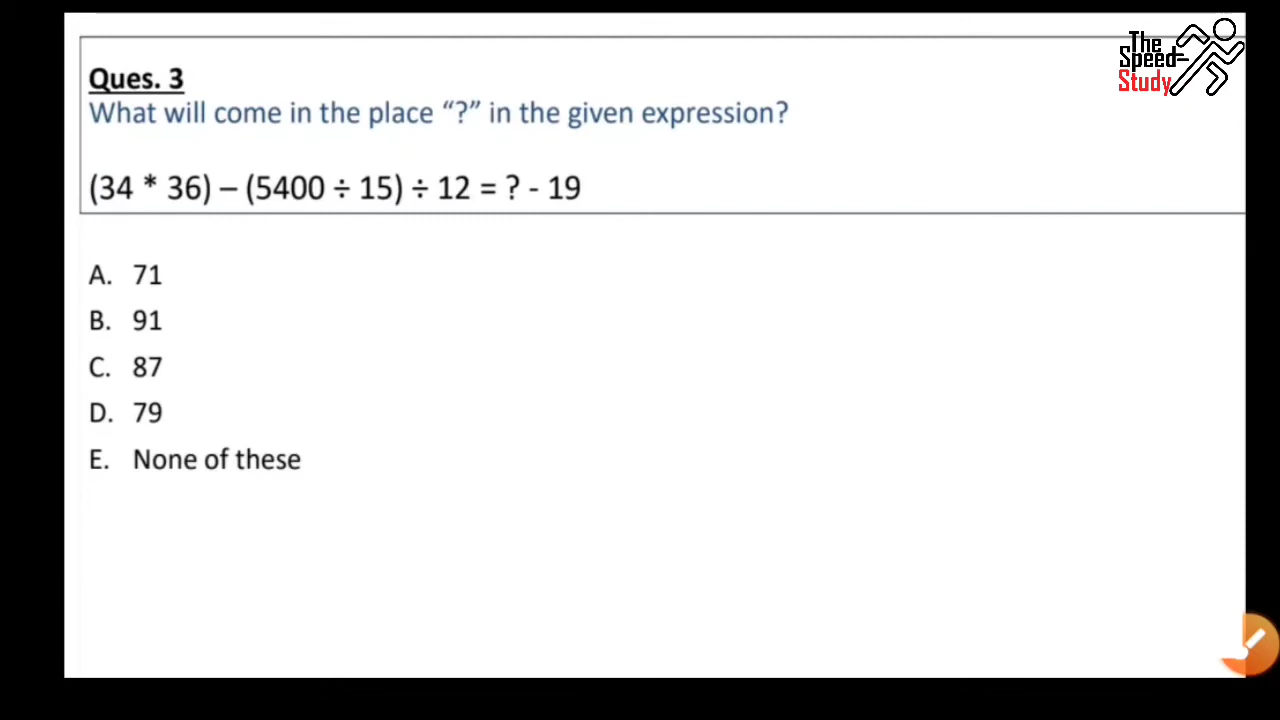 The
Speed
Study
Ques. 3
What will come in the place “?” in the given expression?
(34 * 36) – (5400 ÷ 15) ÷ 12 = ? - 19
A. 71
B. 91
C. 87
D. 79
E. None of these